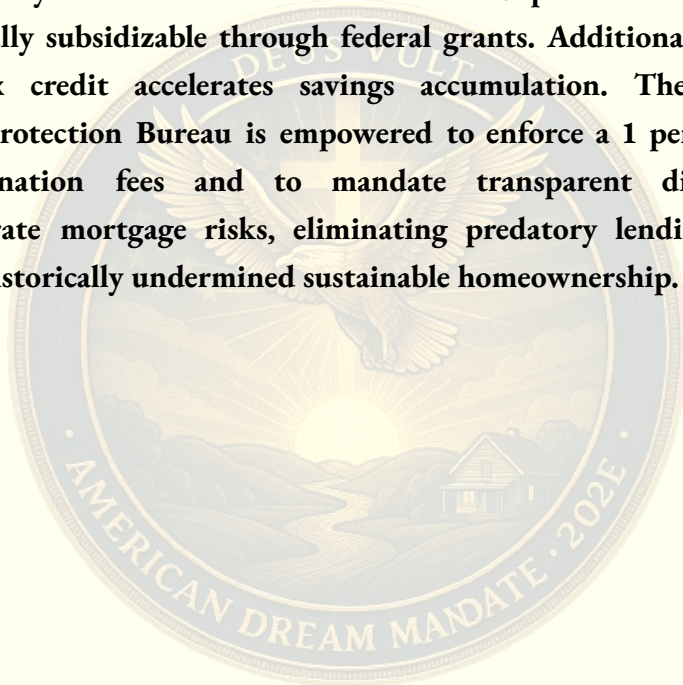 lly subsidizable through federal grants. Additiona
credit accelerates savings accumulation. The
rotection Bureau is empowered to enforce a 1 per
nation fees and to mandate transparent di
ate mortgage risks, eliminating predatory lendi
istorically undermined sustainable homeownership.
DEUS VULT
AMERICAN DREAM MANDATE · 202E